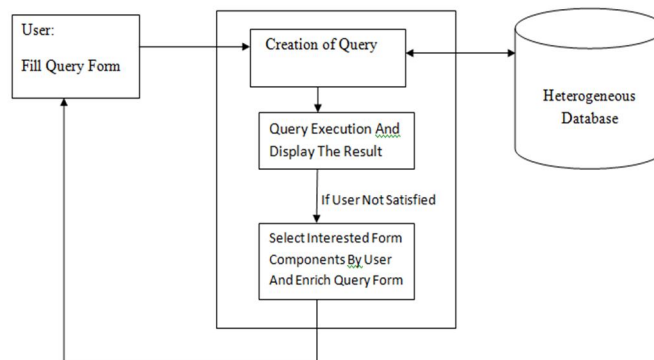 User:
Fill Query Form
Creation of Query
Heterogeneous
Database
Query Execution And
Display The Result
If User Not Satisfied
Select Interested Form
Components By User
And Enrich Query Form